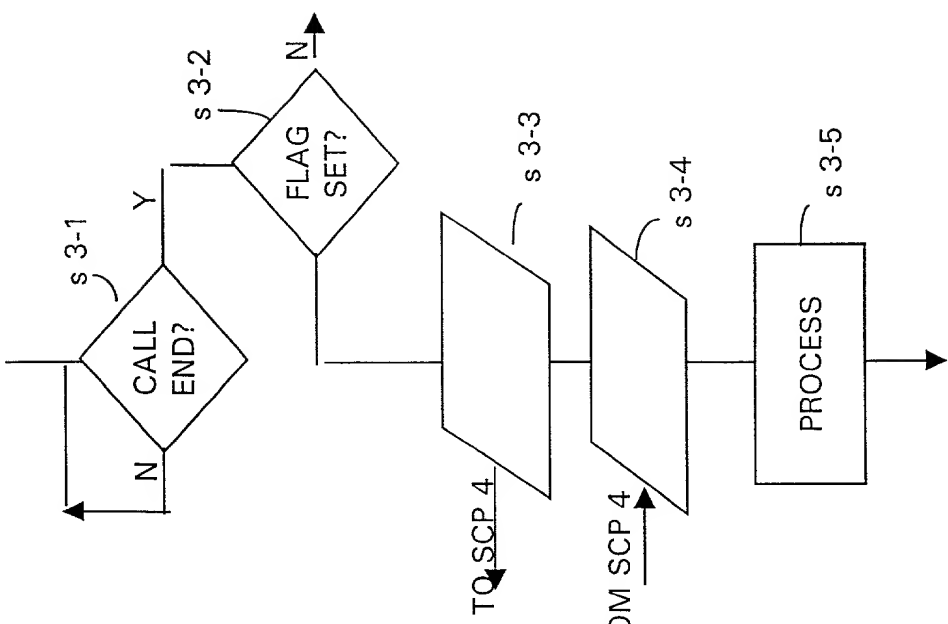 s 3-1
CALL
END?
N
Y
s 3-2
FLAG
SET?
N
s 3-3
TO SCP 4
s 3-4
SCP 4
s 3-5
PROCESS